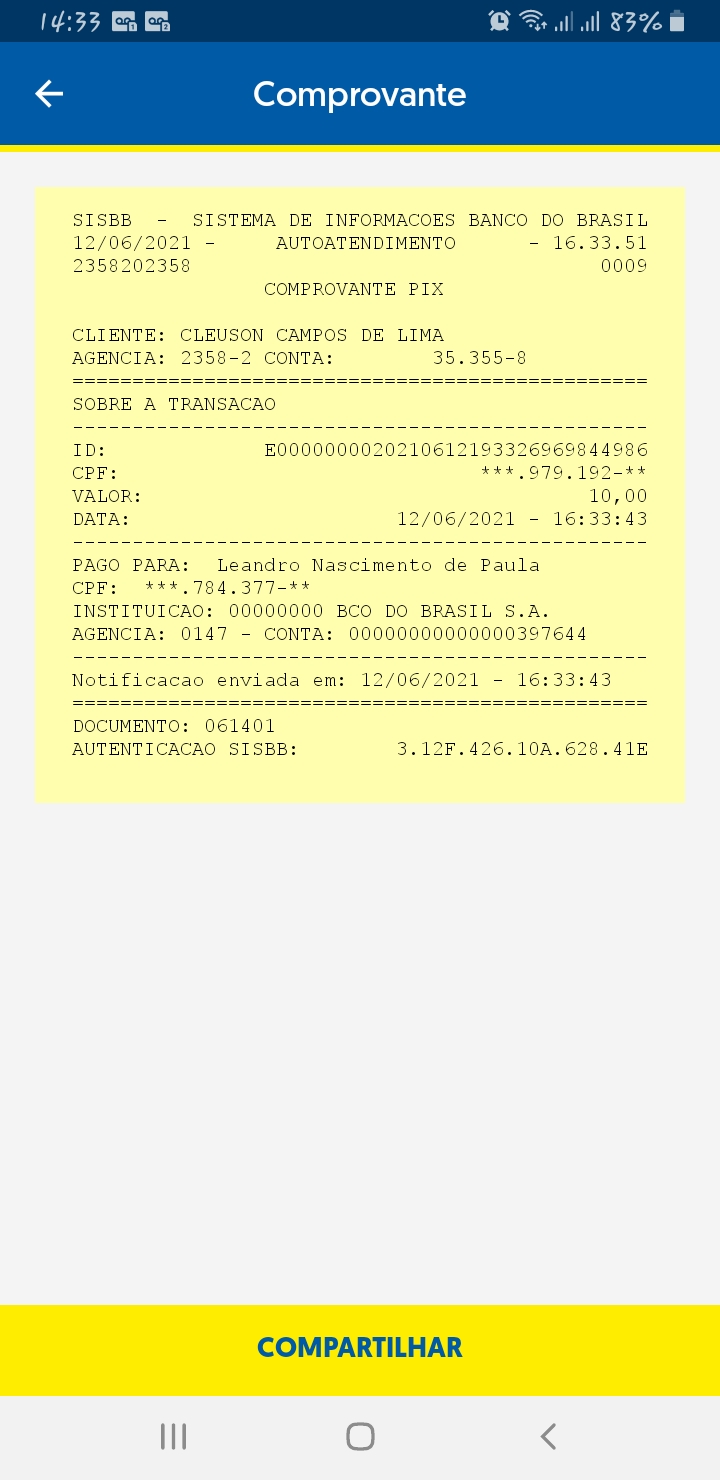 14:33
83%
Comprovante
SISBB - SISTEMA DE INFORMACOES BANCO DO BRASIL
12/06/2021 - AUTOATENDIMENTO - 16.33.51
2358202358 0009
COMPROVANTE PIX
CLIENTE: CLEUSON CAMPOS DE LIMA
AGENCIA: 2358-2 CONTA: 35.355-8
================================================
SOBRE A TRANSACAO
------------------------------------------------
ID: E0000000020210612193326969844986
CPF: ***.979.192-**
VALOR: 10,00
DATA: 12/06/2021 - 16:33:43
------------------------------------------------
PAGO PARA: Leandro Nascimento de Paula
CPF: ***.784.377-**
INSTITUICAO: 00000000 BCO DO BRASIL S.A.
AGENCIA: 0147 - CONTA: 00000000000000397644
------------------------------------------------
Notificacao enviada em: 12/06/2021 - 16:33:43
================================================
DOCUMENTO: 061401
AUTENTICACAO SISBB: 3.12F.426.10A.628.41E
COMPARTILHAR